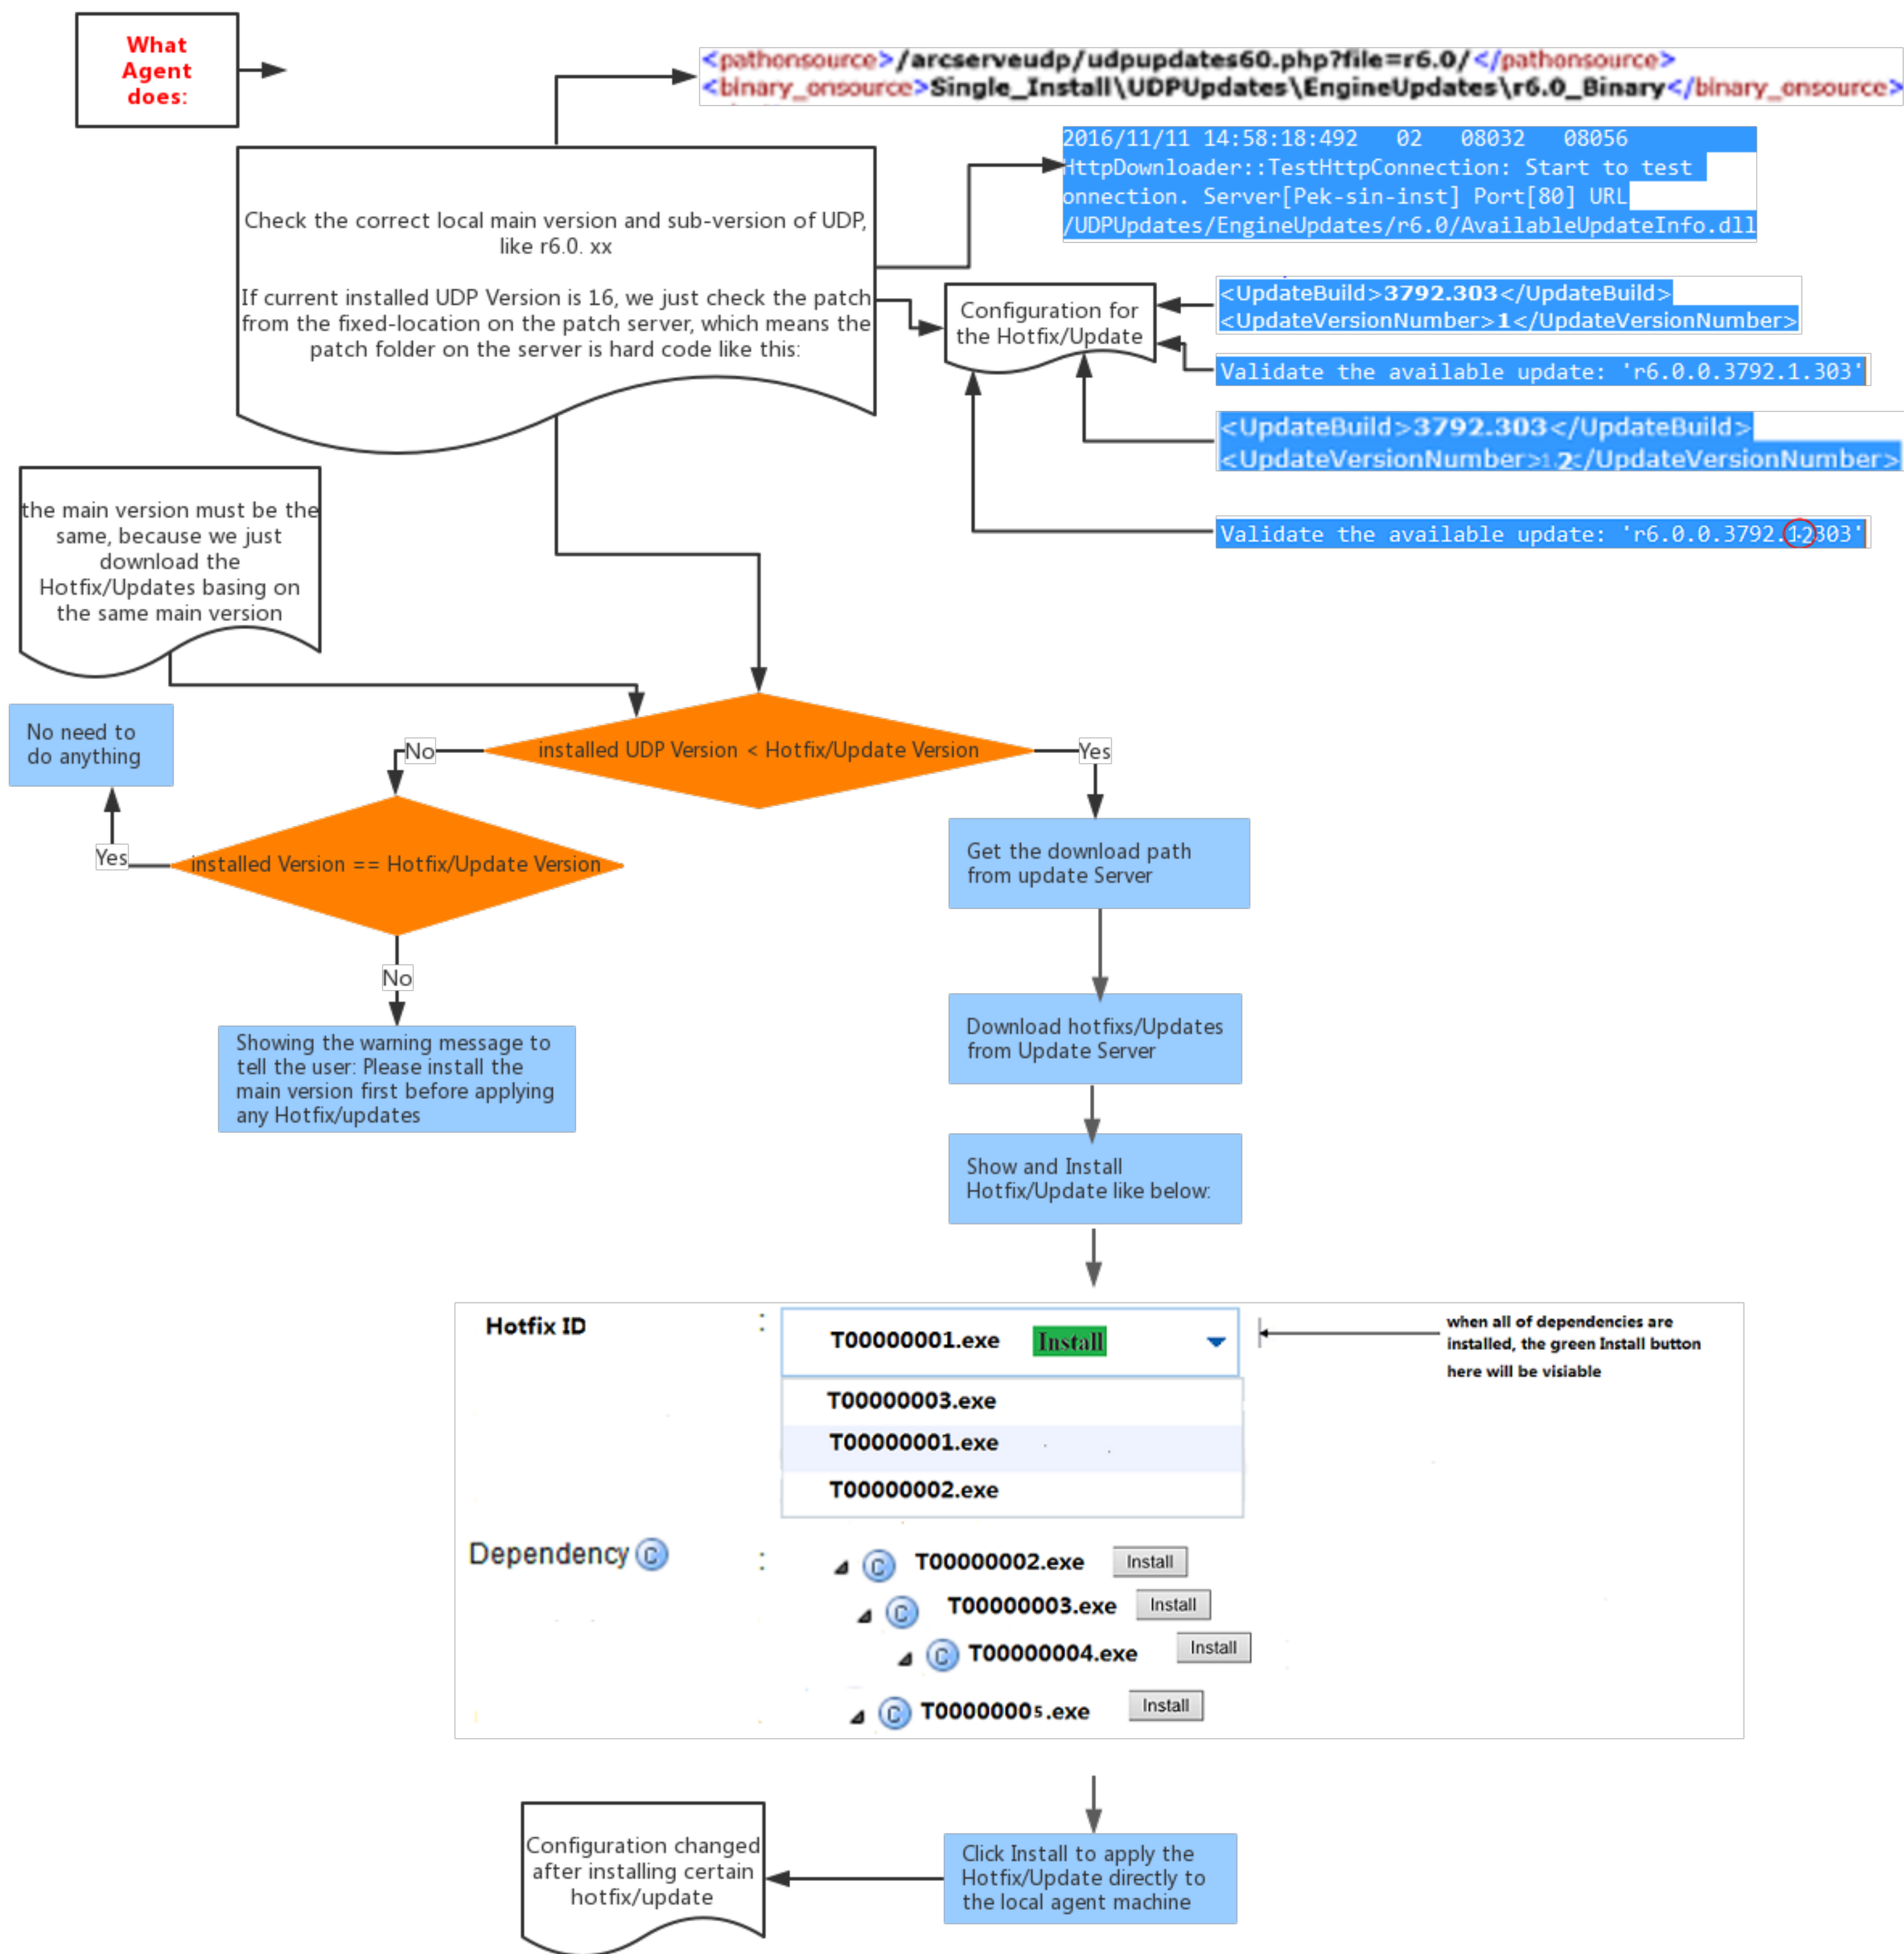 What
Agent
does:
<pathonsource>/arcserveudp/udpupdates60.php?file=r6.0/</pathonsource>
<binary_onsource>Single_Install\UDPUpdates\EngineUpdates\r6.0_Binary</binary_onsource>
2016/11/11 14:58:18:492 02 08032 08056
HttpDownloader::TestHttpConnection: Start to test
onnection. Server[Pek-sin-inst] Port[80] URL
/UDPUpdates/EngineUpdates/r6.0/AvailableUpdateInfo.dll
Check the correct local main version and sub-version of UDP,
like r6.0. xx
If current installed UDP Version is 16, we just check the patch
from the fixed-location on the patch server, which means the
patch folder on the server is hard code like this:
Configuration for
the Hotfix/Update
<UpdateBuild>3792.303</UpdateBuild>
<UpdateVersionNumber>1</UpdateVersionNumber>
Validate the available update: 'r6.0.0.3792.1.303'
<UpdateBuild>3792.303</UpdateBuild>
<UpdateVersionNumber>1.2</UpdateVersionNumber>
Validate the available update: 'r6.0.0.3792.12303'
the main version must be the
same, because we just
download the
Hotfix/Updates basing on
the same main version
No need to
do anything
No
installed UDP Version < Hotfix/Update Version
Yes
Yes
installed Version == Hotfix/Update Version
No
Showing the warning message to
tell the user: Please install the
main version first before applying
any Hotfix/updates
Get the download path
from update Server
Download hotfixs/Updates
from Update Server
Show and Install
Hotfix/Update like below:
Hotfix ID :
T00000001.exe Install
when all of dependencies are
installed, the green Install button
here will be visiable
T00000003.exe
T00000001.exe
T00000002.exe
Dependency C :
C T00000002.exe Install
C T00000003.exe Install
C T00000004.exe Install
C T00000005.exe Install
Configuration changed
after installing certain
hotfix/update
Click Install to apply the
Hotfix/Update directly to
the local agent machine